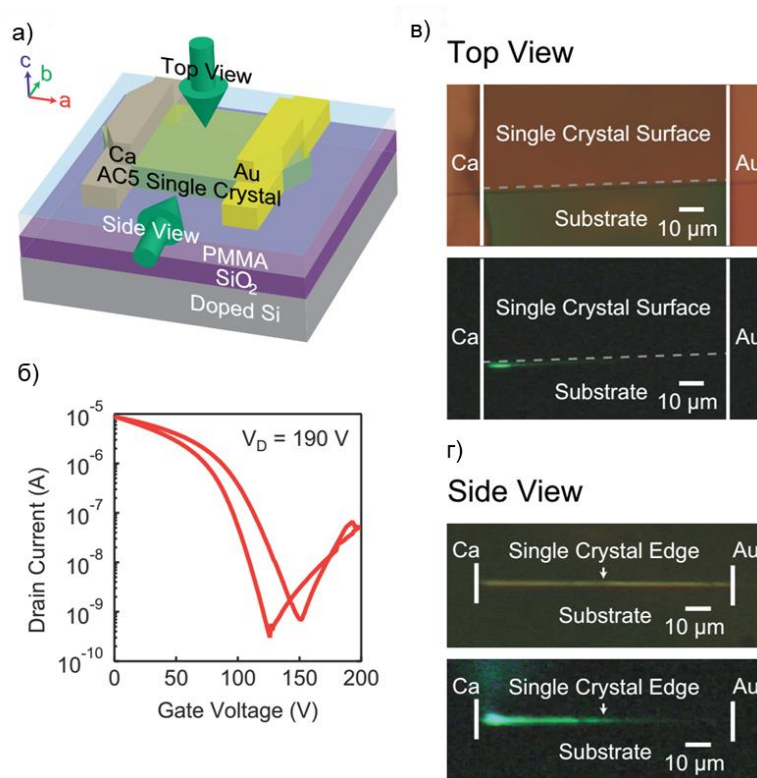 а)
Top View
c
b
a
Ca
Au
AC5 Single Crystal
Side View
PMMA
SiO₂
Doped Si
б)
V_D = 190 V
Drain Current (A)
10⁻⁵
10⁻⁶
10⁻⁷
10⁻⁸
10⁻⁹
10⁻¹⁰
0 50 100 150 200
Gate Voltage (V)
в)
Top View
Single Crystal Surface
Ca
Au
Substrate
10 µm
Single Crystal Surface
Ca
Au
Substrate
10 µm
г)
Side View
Ca
Single Crystal Edge
Au
Substrate
10 µm
Ca
Single Crystal Edge
Au
Substrate
10 µm